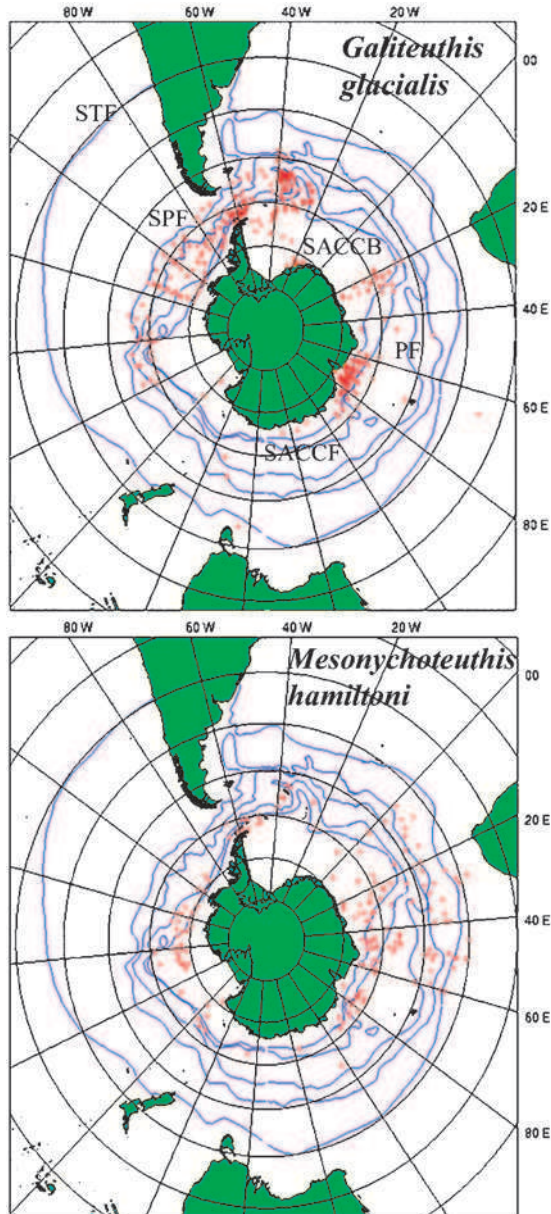 80 W 60 W 40 W 20 W
Galiteuthis
glacialis
00
STF
20 E
SPF
SACCB
40 E
PF
60 E
SACCF
80 E
80 W 60 W 40 W 20 W
Mesonychoteuthis
hamiltoni
00
20 E
40 E
60 E
80 E